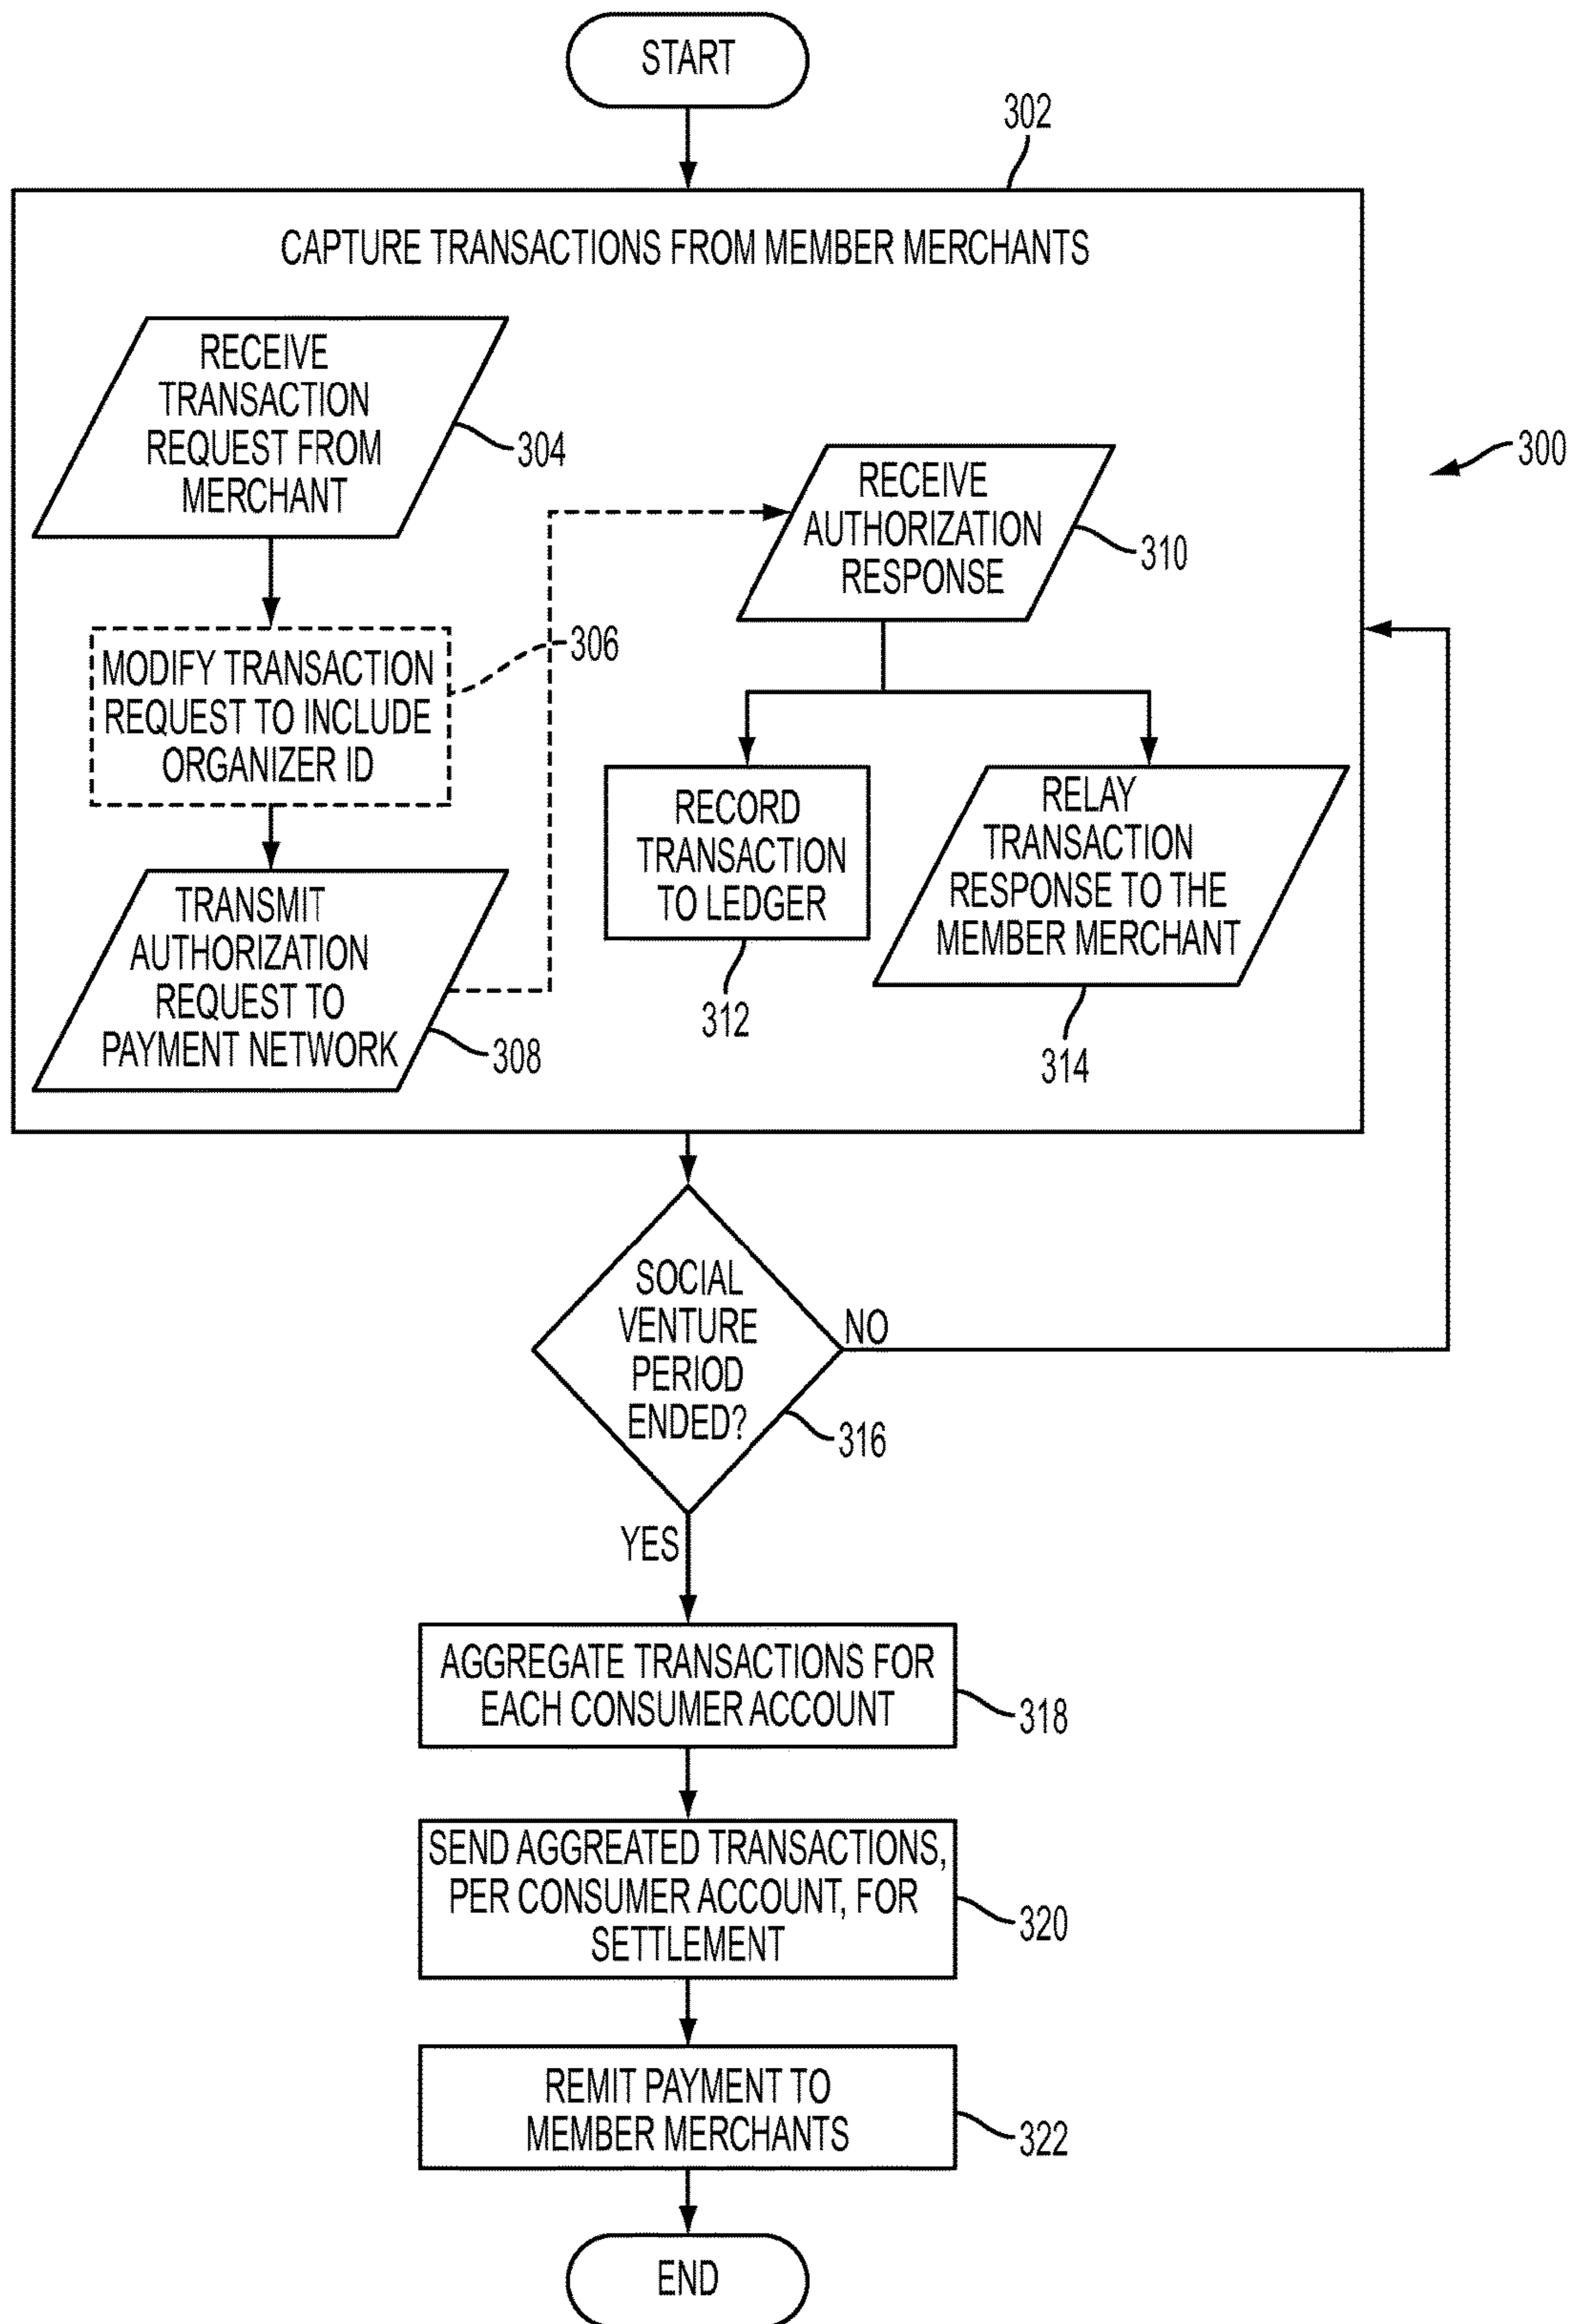 START
302
CAPTURE TRANSACTIONS FROM MEMBER MERCHANTS
RECEIVE
TRANSACTION
REQUEST FROM
MERCHANT
304
300
RECEIVE
AUTHORIZATION
RESPONSE
310
MODIFY TRANSACTION
REQUEST TO INCLUDE
ORGANIZER ID
306
TRANSMIT
AUTHORIZATION
REQUEST TO
PAYMENT NETWORK
308
RECORD
TRANSACTION
TO LEDGER
312
RELAY
TRANSACTION
RESPONSE TO THE
MEMBER MERCHANT
314
SOCIAL
VENTURE
PERIOD
ENDED?
NO
316
YES
AGGREGATE TRANSACTIONS FOR
EACH CONSUMER ACCOUNT
318
SEND AGGREATED TRANSACTIONS,
PER CONSUMER ACCOUNT, FOR
SETTLEMENT
320
REMIT PAYMENT TO
MEMBER MERCHANTS
322
END